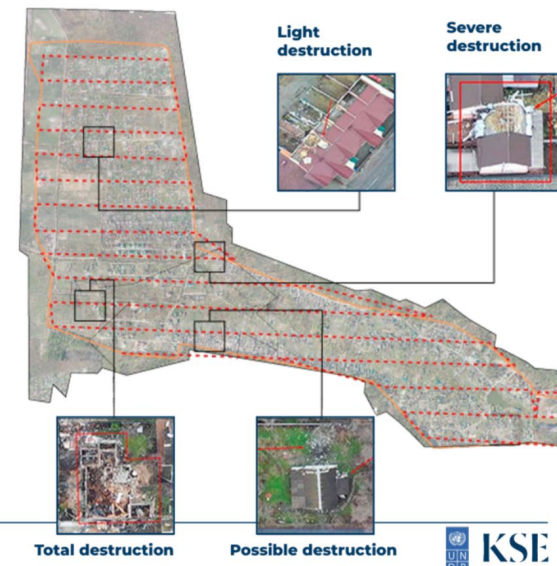 Light
destruction
Severe
destruction
Total destruction
Possible destruction
U N
D P
KSE